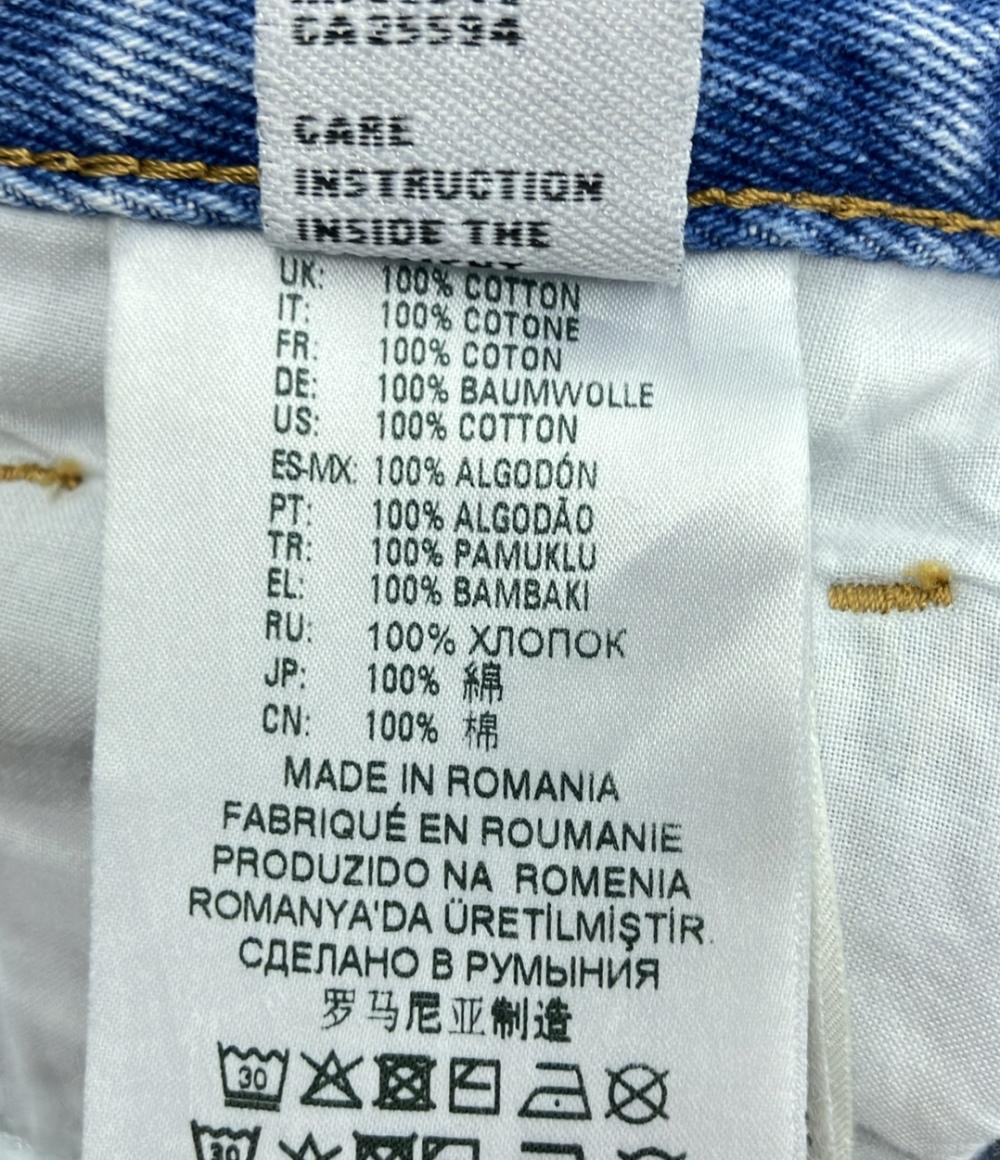 CA25594
CARE
INSTRUCTION
INSIDE THE
UK: 100% COTTON
IT: 100% COTONE
FR: 100% COTON
DE: 100% BAUMWOLLE
US: 100% COTTON
ES-MX: 100% ALGODÓN
PT: 100% ALGODÃO
TR: 100% PAMUKLU
EL: 100% BAMBAKI
RU: 100% ХЛОПОК
JP: 100% 綿
CN: 100% 棉
MADE IN ROMANIA
FABRIQUÉ EN ROUMANIE
PRODUZIDO NA ROMENIA
ROMANYA'DA ÜRETİLMİŞTİR.
СДЕЛАНО В РУМЫНИЯ
罗马尼亚制造
30
30